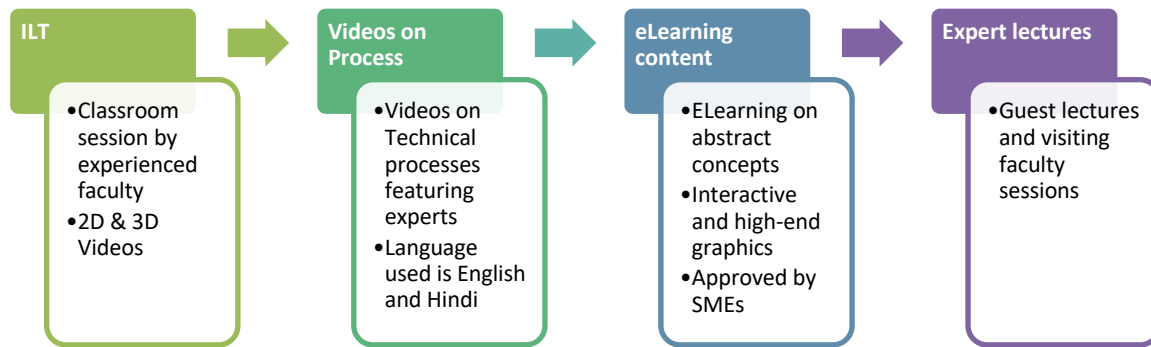 ILT
•Classroom
session by
experienced
faculty
•2D & 3D
Videos
Videos on
Process
•Videos on
Technical
processes
featuring
experts
•Language
used is English
and Hindi
eLearning
content
•ELearning on
abstract
concepts
•Interactive
and high-end
graphics
•Approved by
SMEs
Expert lectures
•Guest lectures
and visiting
faculty
sessions